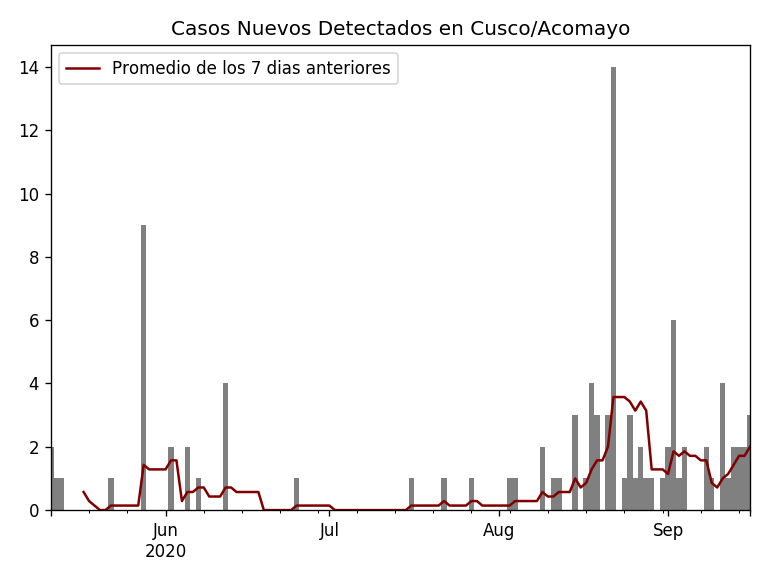 Casos Nuevos Detectados en Cusco/Acomayo
Promedio de los 7 dias anteriores
14
12
10
8
6
4
2
0
Jun
2020
Jul
Aug
Sep